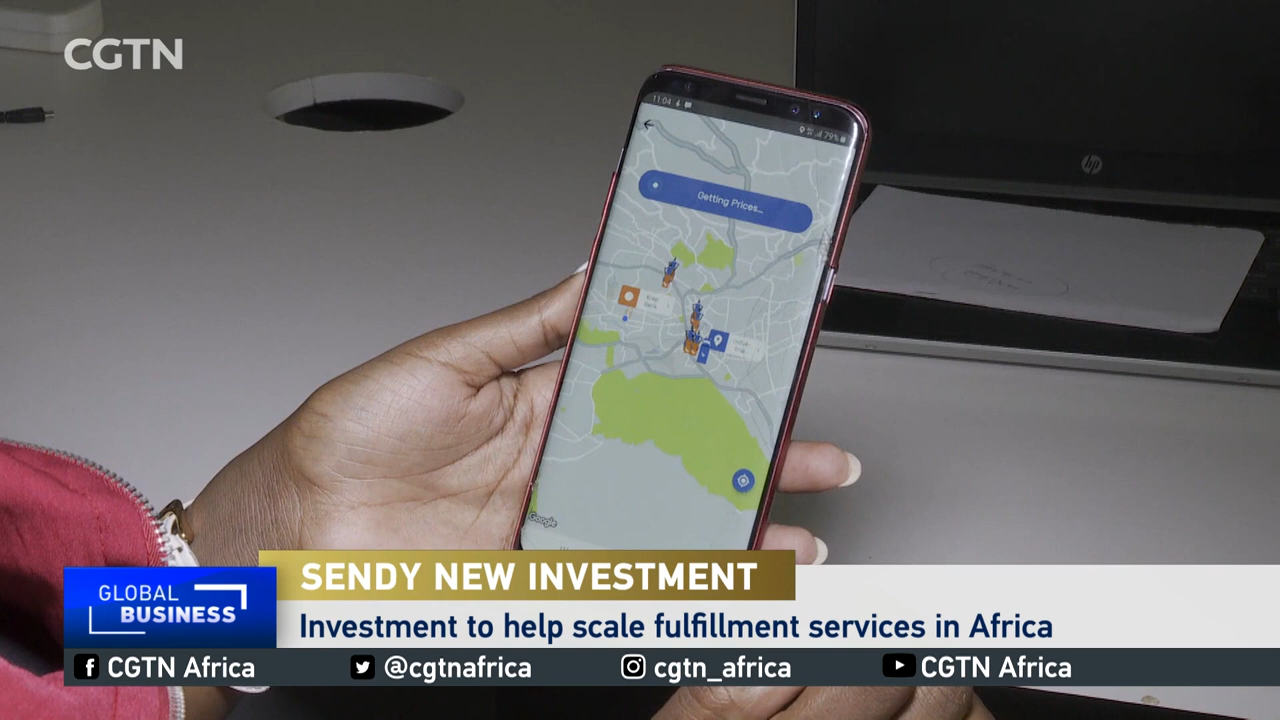 CGTN
11:04
79%
Getting Prices...
Google
hp
SENDY NEW INVESTMENT
GLOBAL
BUSINESS
Investment to help scale fulfillment services in Africa
CGTN Africa
@cgtnafrica
cgtn_africa
CGTN Africa